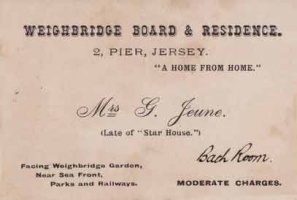 WEIGHBRIDGE BOARD & RESIDENCE.
2, PIER, JERSEY.
"A HOME FROM HOME."
Mrs G. Jeune.
(Late of "Star House.")
Bath Room.
Facing Weighbridge Garden,
Near Sea Front,
Parks and Railways.
MODERATE CHARGES.